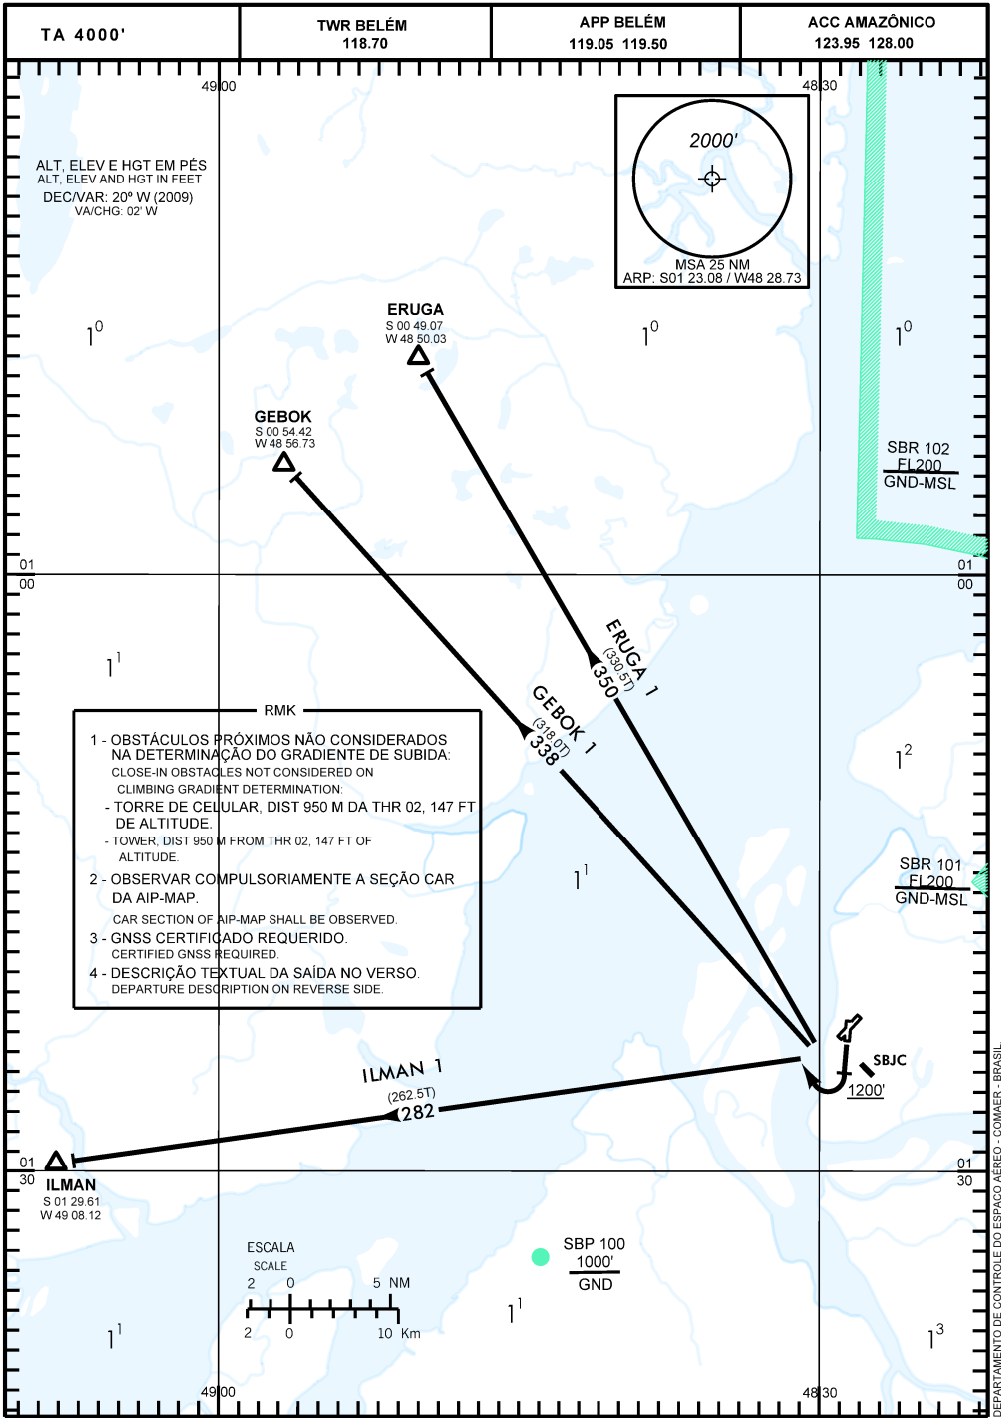 TA 4000'
TWR BELÉM
118.70
APP BELÉM
119.05 119.50
ACC AMAZÔNICO
123.95 128.00
49 00
48 30
ALT, ELEV E HGT EM PÉS
ALT, ELEV AND HGT IN FEET
DEC/VAR: 20º W (2009)
VA/CHG: 02' W
2000'
MSA 25 NM
ARP: S01 23.08 / W48 28.73
ERUGA
S 00 49.07
W 48 50.03
1⁰
1⁰
1⁰
GEBOK
S 00 54.42
W 48 56.73
SBR 102
FL200
GND-MSL
01
00
01
00
ERUGA 1
(330.5T)
350
1¹
GEBOK 1
(318.0T)
338
RMK
1 - OBSTÁCULOS PRÓXIMOS NÃO CONSIDERADOS
NA DETERMINAÇÃO DO GRADIENTE DE SUBIDA:
CLOSE-IN OBSTACLES NOT CONSIDERED ON
CLIMBING GRADIENT DETERMINATION:
- TORRE DE CELULAR, DIST 950 M DA THR 02, 147 FT
DE ALTITUDE.
- TOWER, DIST 950 M FROM THR 02, 147 FT OF
ALTITUDE.
2 - OBSERVAR COMPULSORIAMENTE A SEÇÃO CAR
DA AIP-MAP.
CAR SECTION OF AIP-MAP SHALL BE OBSERVED.
3 - GNSS CERTIFICADO REQUERIDO.
CERTIFIED GNSS REQUIRED.
4 - DESCRIÇÃO TEXTUAL DA SAÍDA NO VERSO.
DEPARTURE DESCRIPTION ON REVERSE SIDE.
1²
1¹
SBR 101
FL200
GND-MSL
SBJC
1200'
ILMAN 1
(262.5T)
282
01
30
01
30
ILMAN
S 01 29.61
W 49 08.12
ESCALA
SCALE
2 0 5 NM
2 0 10 Km
SBP 100
1000'
GND
1¹
1¹
1³
49 00
48 30
DEPARTAMENTO DE CONTROLE DO ESPAÇO AÉREO - COMAER - BRASIL.